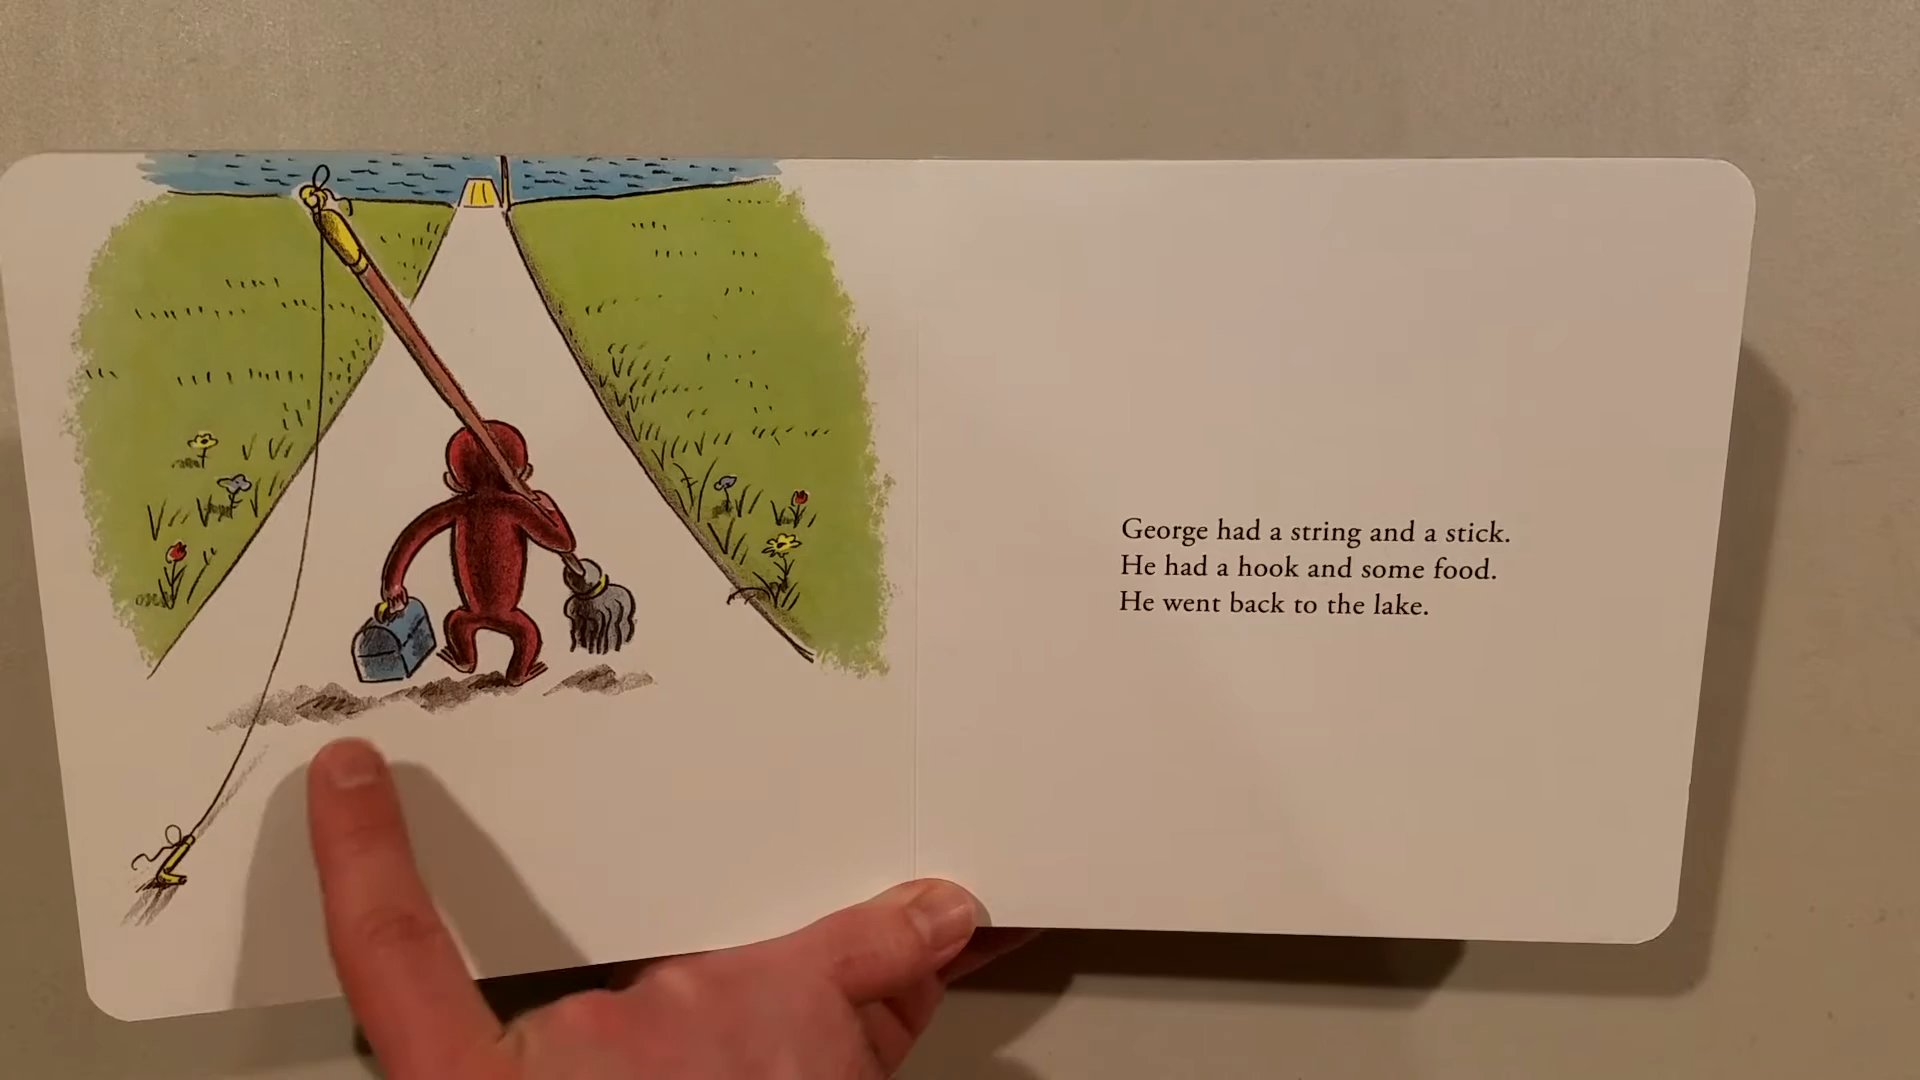 George had a string and a stick.
He had a hook and some food.
He went back to the lake.